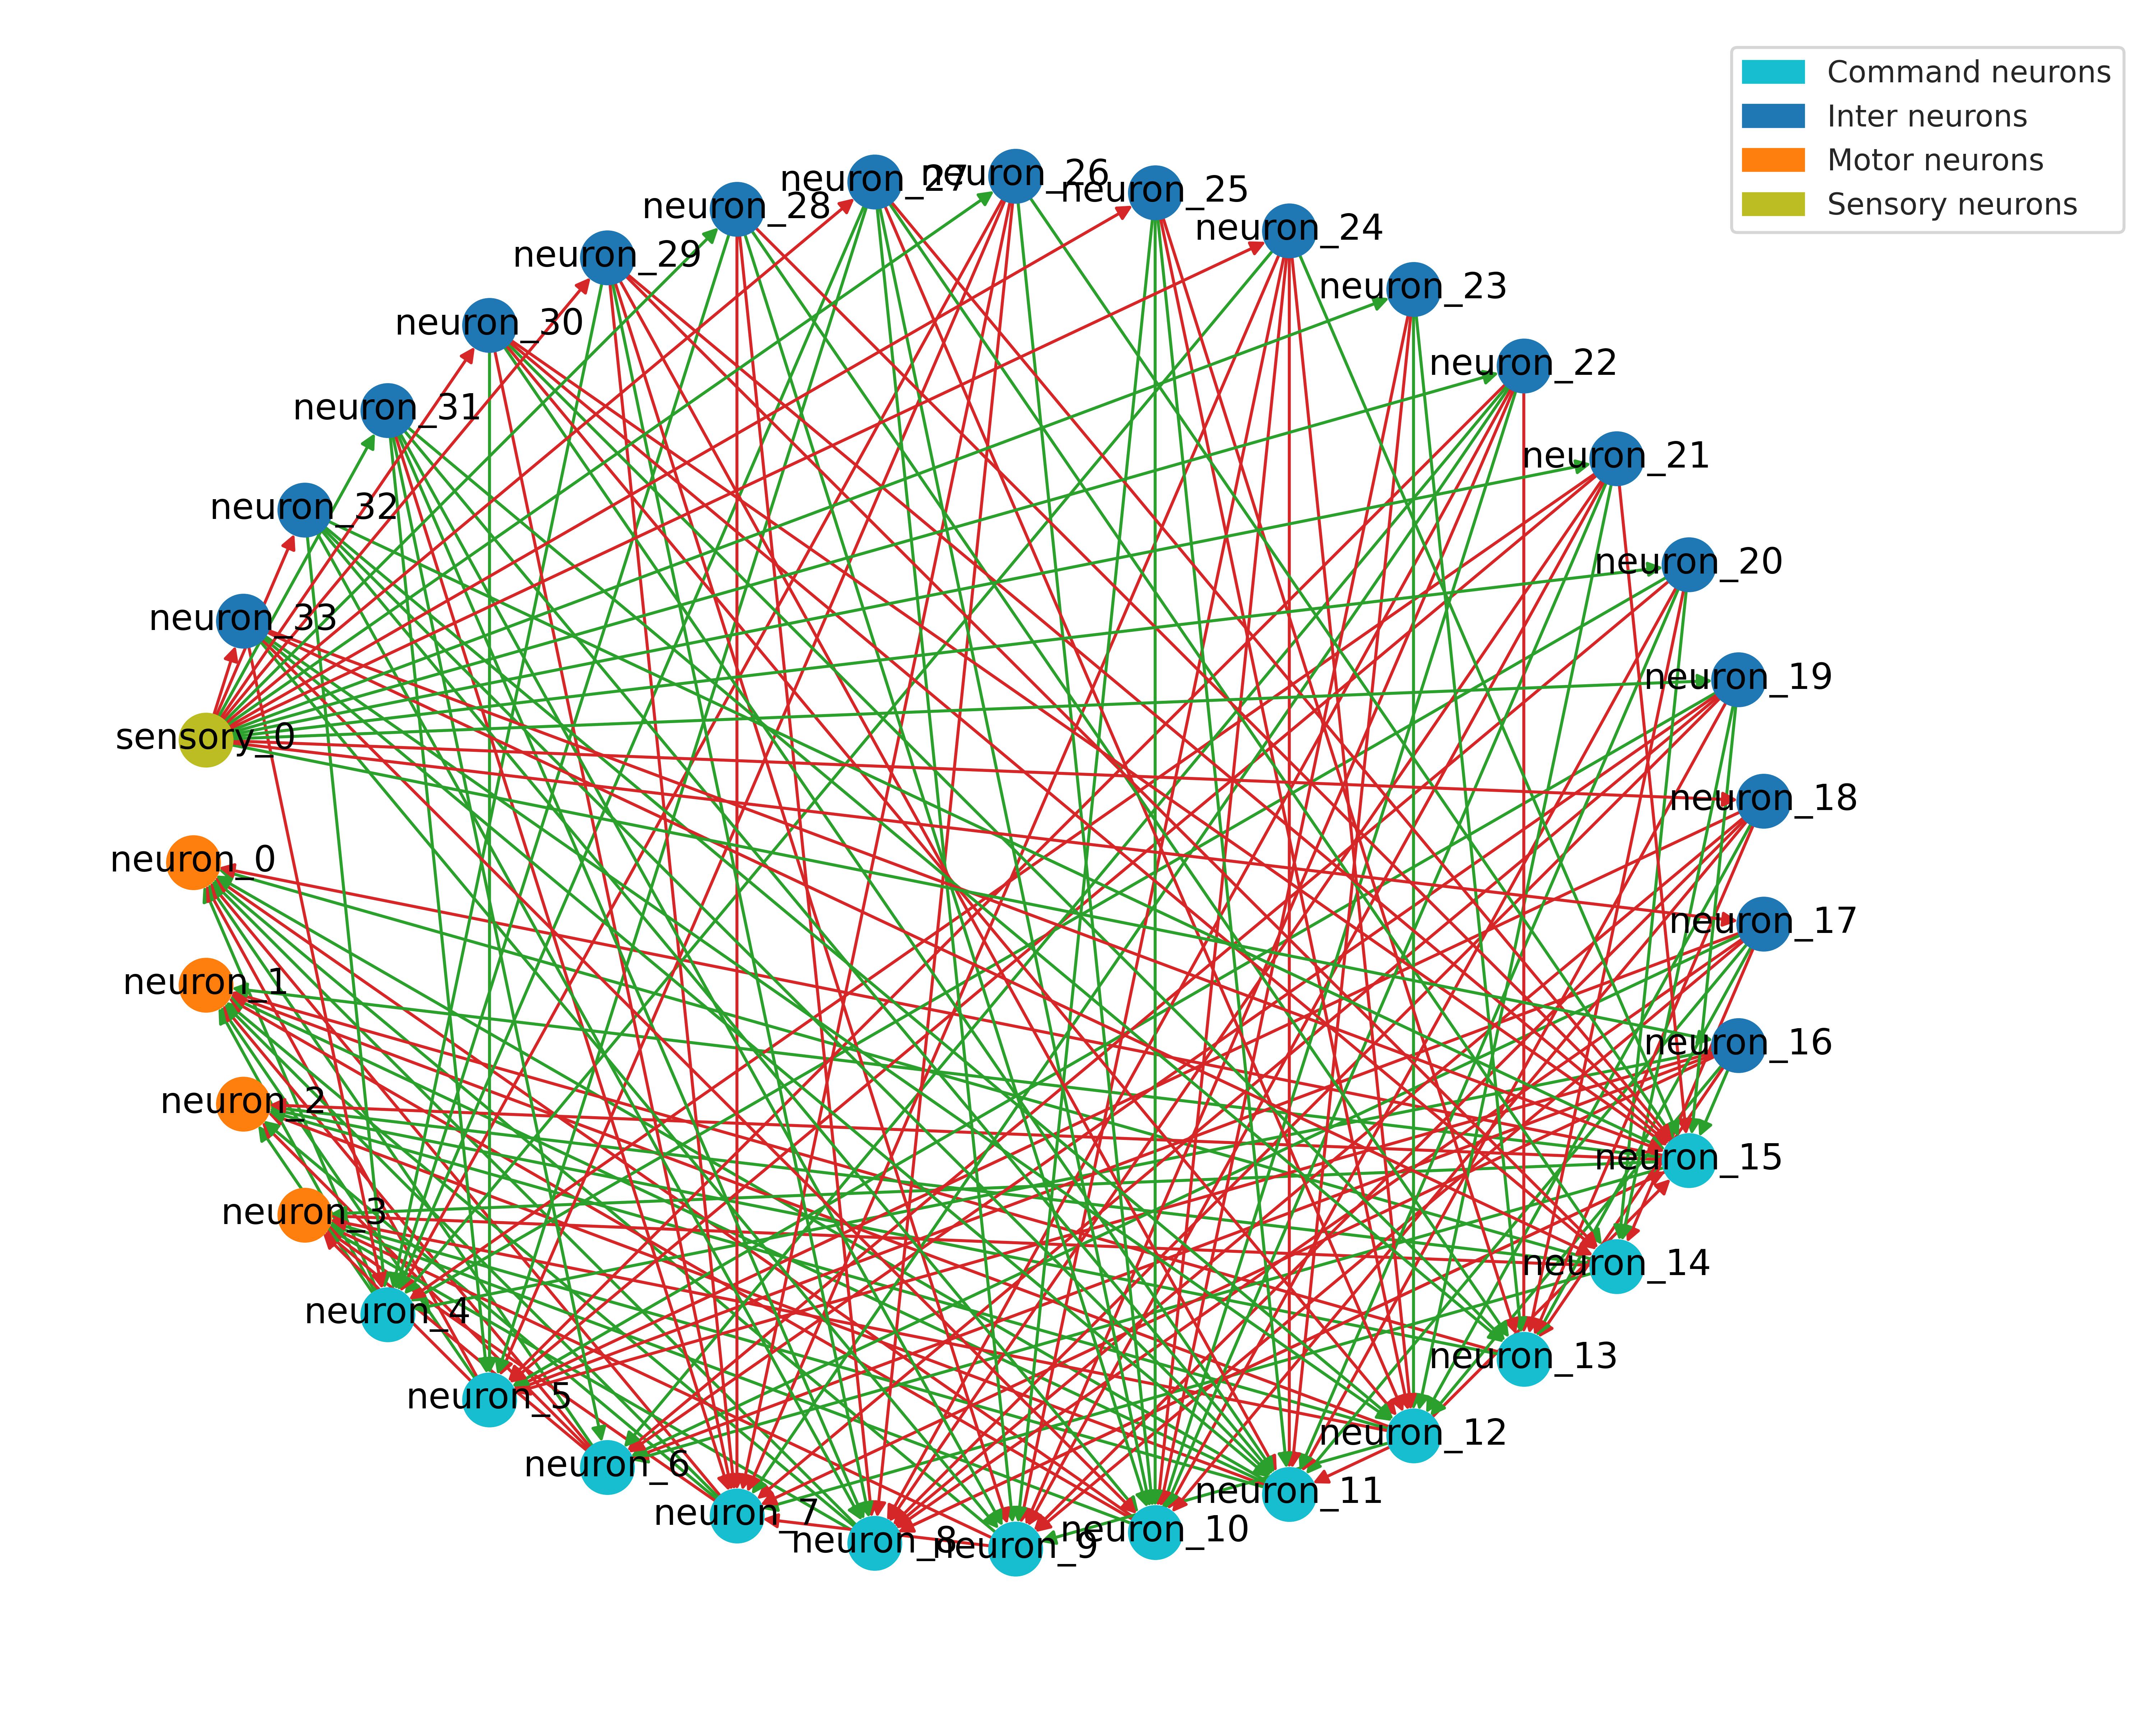 Command neurons
Inter neurons
Motor neurons
Sensory neurons
neuron_26
neuron_27
neuron_25
neuron_28
neuron_24
neuron_29
neuron_23
neuron_30
neuron_22
neuron_31
neuron_21
neuron_32
neuron_20
neuron_33
neuron_19
sensory_0
neuron_18
neuron_0
neuron_17
neuron_1
neuron_16
neuron_2
neuron_15
neuron_3
neuron_14
neuron_4
neuron_13
neuron_5
neuron_12
neuron_6
neuron_11
neuron_7
neuron_10
neuron_8
neuron_9